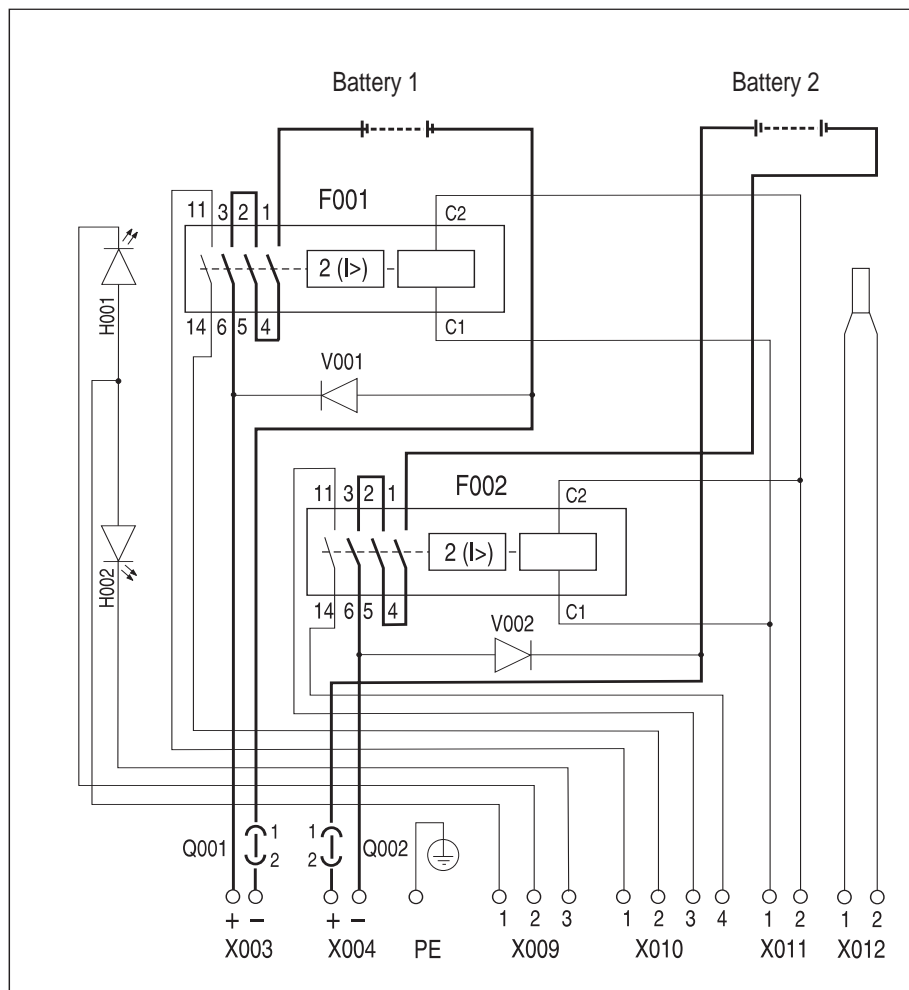 Battery 1
Battery 2
F001
11 3 2 1
C2
2 (I>)
H001
14 6 5 4
C1
V001
F002
11 3 2 1
C2
2 (I>)
H002
14 6 5 4
C1
V002
Q001
1
2
1
2
Q002
+ −
+ −
1 2 3
1 2 3 4
1 2
1 2
X003
X004
PE
X009
X010
X011
X012